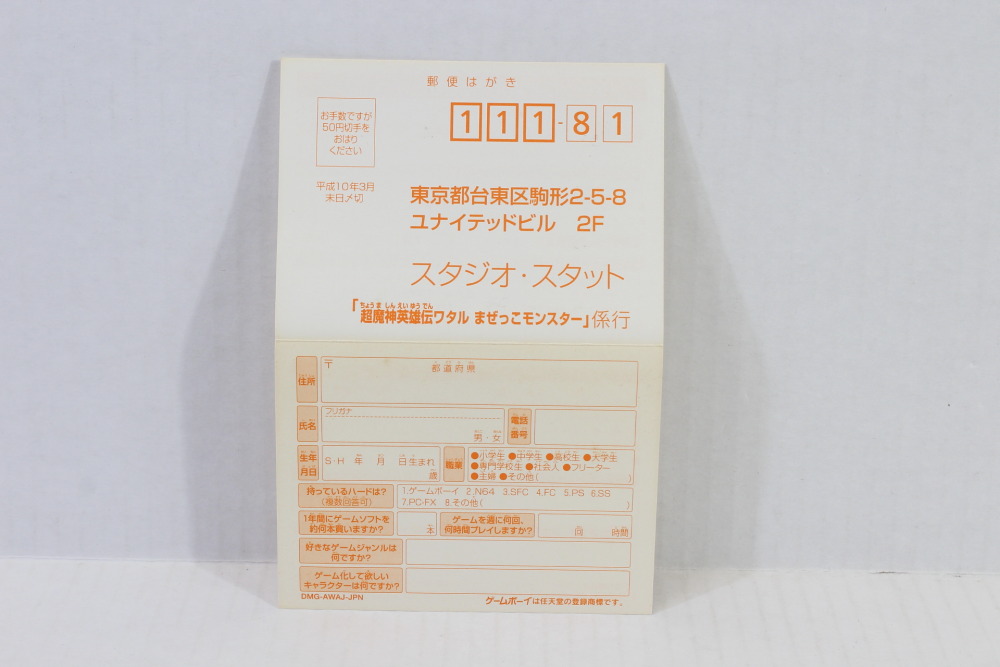 郵便はがき
お手数ですが
50円切手を
おはり
ください
111-81
平成10年3月
末日〆切
東京都台東区駒形2-5-8
ユナイテッドビル 2F
スタジオ・スタット
ちょう ま しん えい ゆう でん
「超魔神英雄伝ワタル まぜっこモンスター」係行
住所
〒
都道府県
氏名
フリガナ
男・女
電話
番号
生年
月日
S・H 年 月 日生まれ
歳
職業
●小学生 ●中学生 ●高校生 ●大学生
●専門学校生 ●社会人 ●フリーター
●主婦 ●その他( )
持っているハードは?
(複数回答可)
1.ゲームボーイ 2.N64 3.SFC 4.FC 5.PS 6.SS
7.PC-FX 8.その他( )
1年間にゲームソフトを
約何本買いますか?
本
ゲームを週に何回、
何時間プレイしますか?
回 時間
好きなゲームジャンルは
何ですか?
ゲーム化して欲しい
キャラクターは何ですか?
DMG-AWAJ-JPN
ゲームボーイは任天堂の登録商標です。